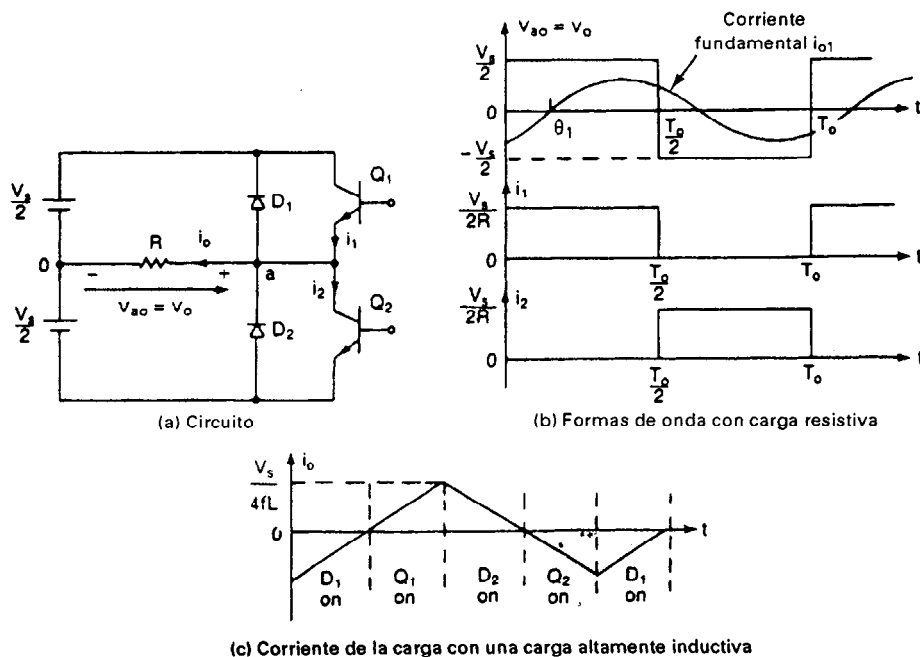 V_s/2
V_s/2
0
R
i_o
−
+
a
V_ao = V_o
D_1
D_2
Q_1
Q_2
i_1
i_2
(a) Circuito
V_ao = V_o
Corriente
fundamental i_o1
V_s/2
0
−V_s/2
θ_1
T_o/2
T_o
t
i_1
V_s/2R
0
T_o/2
T_o
t
i_2
V_s/2R
0
T_o/2
T_o
t
(b) Formas de onda con carga resistiva
V_s/4fL
i_o
0
t
D_1 Q_1 D_2 Q_2 D_1
on on on on on
(c) Corriente de la carga con una carga altamente inductiva